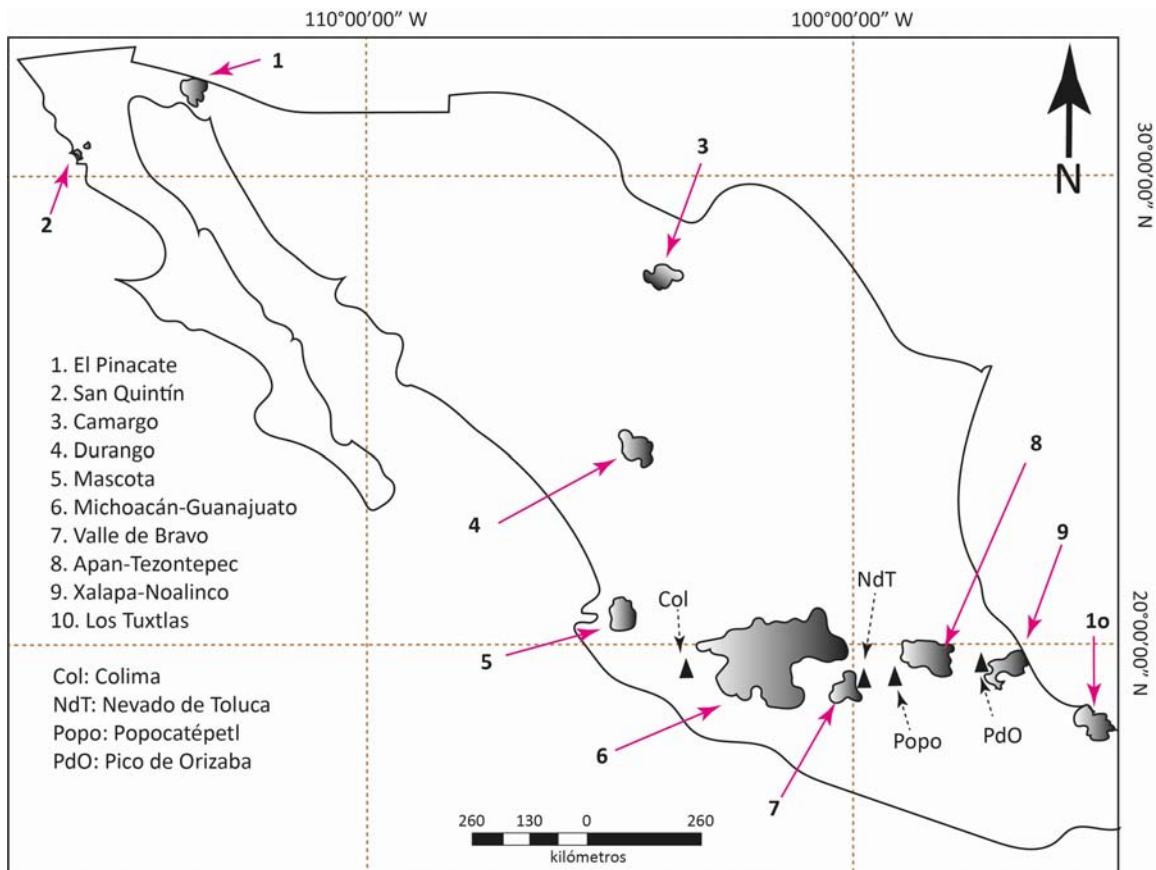 110°00'00'' W
100°00'00'' W
1
30°00'00'' N
N
3
2
1. El Pinacate
2. San Quintín
3. Camargo
4. Durango
5. Mascota
6. Michoacán-Guanajuato
7. Valle de Bravo
8. Apan-Tezontepec
9. Xalapa-Noalinco
10. Los Tuxtlas
Col: Colima
NdT: Nevado de Toluca
Popo: Popocatépetl
PdO: Pico de Orizaba
8
4
9
NdT
Col
20°00'00'' N
1o
5
Popo
PdO
6
7
260
130
0
260
kilómetros